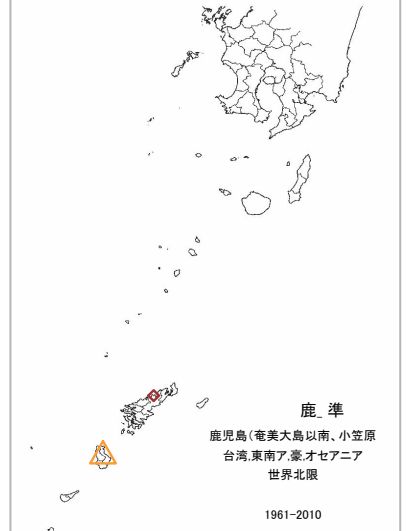 鹿_ 準
鹿児島(奄美大島以南、小笠原
台湾,東南ア,豪,オセアニア
世界北限
1961-2010